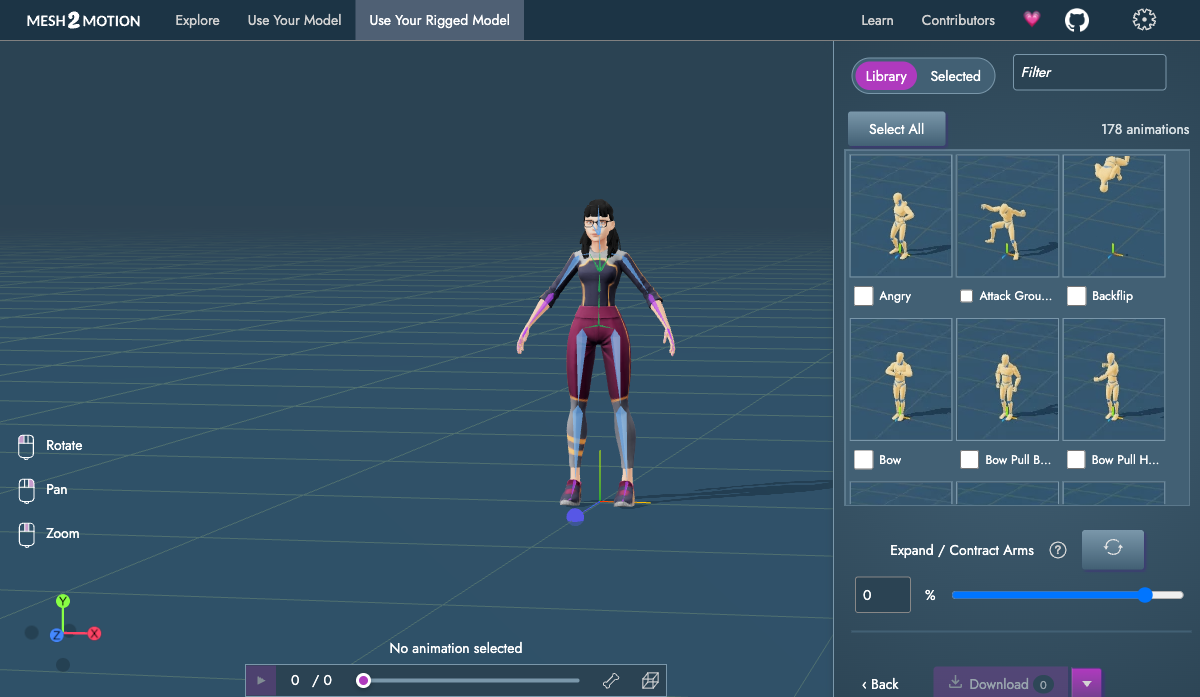 MESH2MOTION Explore Use Your Model Use Your Rigged Model Learn Contributors
Library Selected Filter
Select All 178 animations
Angry Attack Grou... Backflip
Bow Bow Pull B... Bow Pull H...
Rotate
Pan
Zoom
Expand / Contract Arms ?
0 %
Y
Z X
No animation selected
0 / 0
‹ Back Download 0